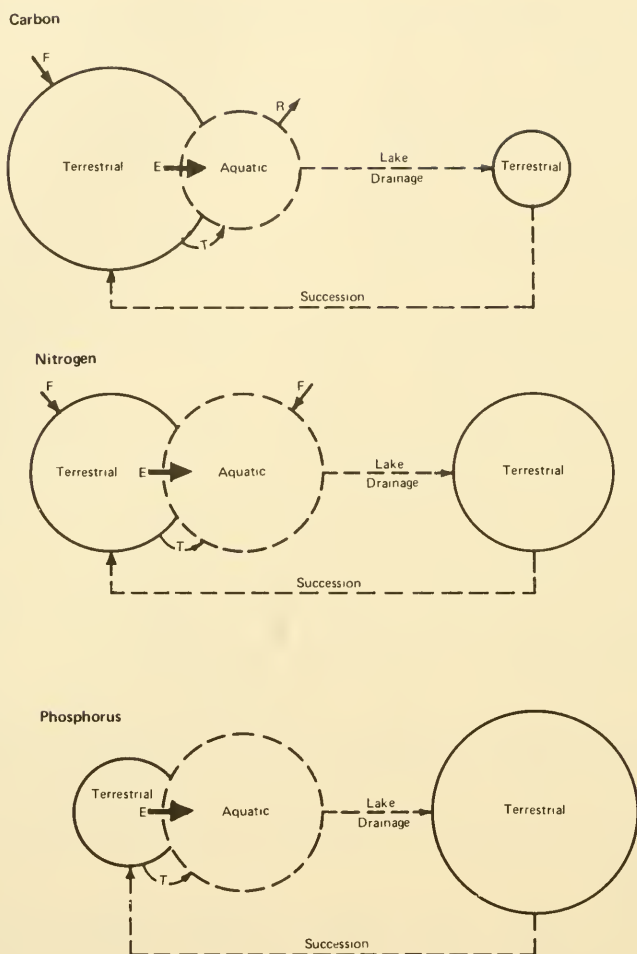 Carbon
F
R
Terrestrial
E
Aquatic
Lake
Drainage
Terrestrial
T
Succession
Nitrogen
F
F
Terrestrial
E
Aquatic
Lake
Drainage
Terrestrial
T
Succession
Phosphorus
Terrestrial
E
Aquatic
Lake
Drainage
Terrestrial
T
Succession